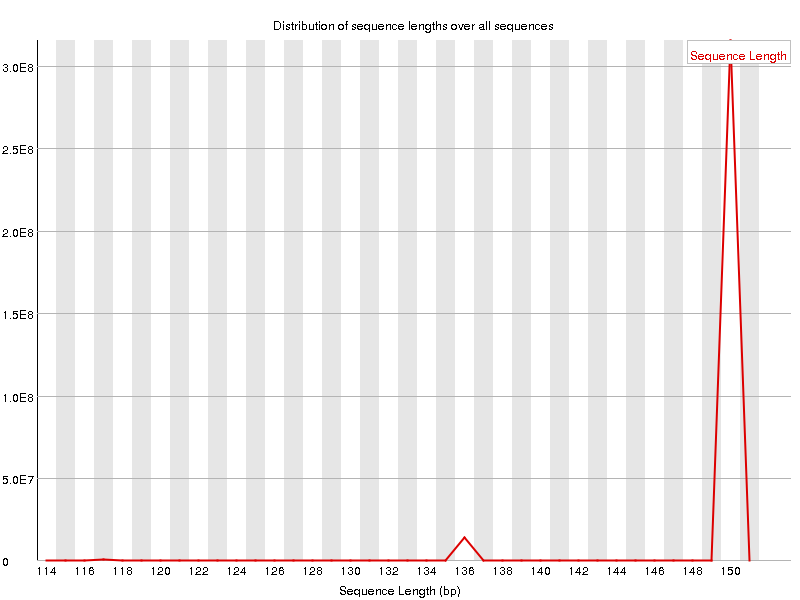 Distribution of sequence lengths over all sequences
Sequence Length
3.0E8
2.5E8
2.0E8
1.5E8
1.0E8
5.0E7
0
114 116 118 120 122 124 126 128 130 132 134 136 138 140 142 144 146 148 150
Sequence Length (bp)